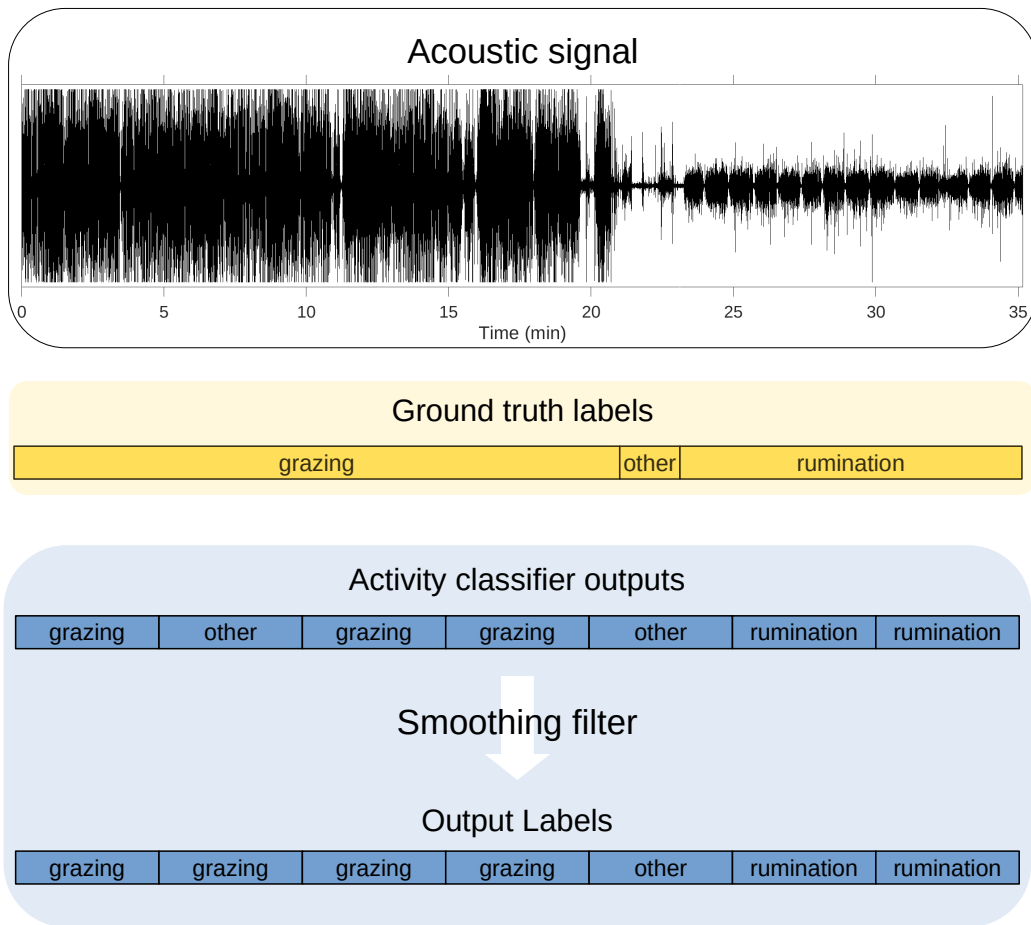 Acoustic signal
0 5 10 15 20 25 30 35
Time (min)
Ground truth labels
grazing other rumination
Activity classifier outputs
grazing other grazing grazing other rumination rumination
Smoothing filter
Output Labels
grazing grazing grazing grazing other rumination rumination